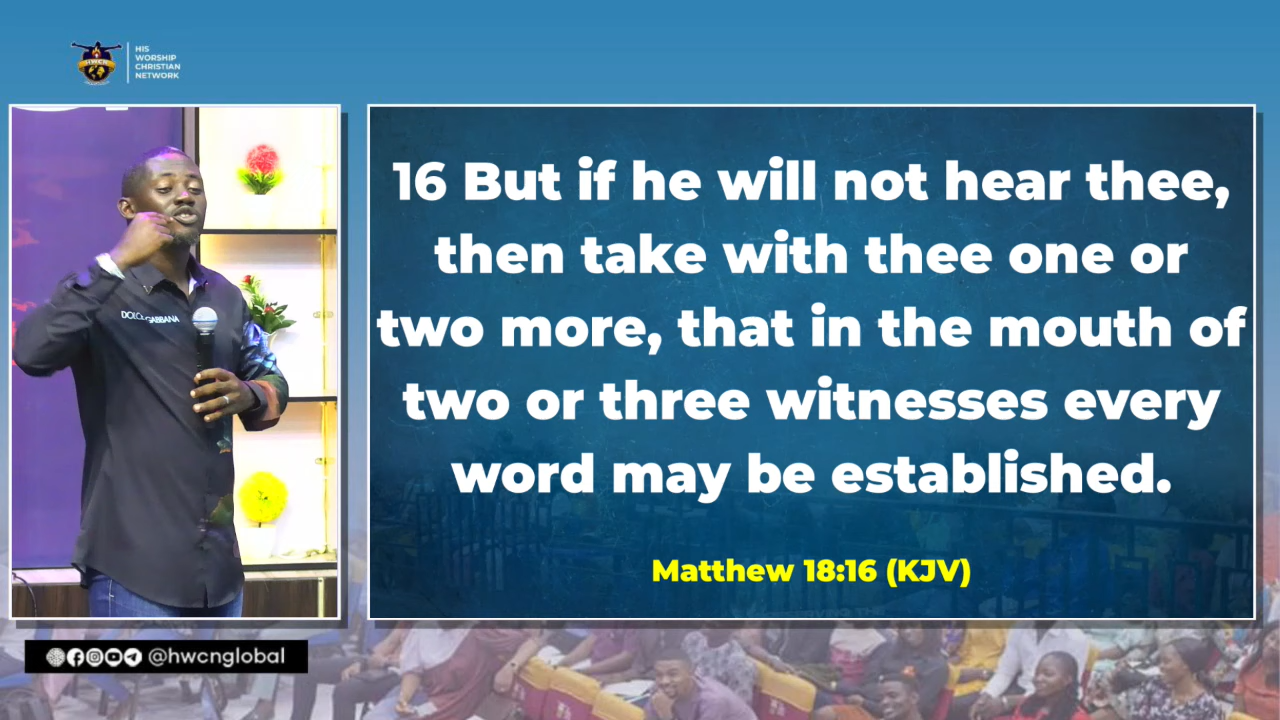 HIS
WORSHIP
CHRISTIAN
NETWORK
HWCN
DOLCE GABBANA
16 But if he will not hear thee,
then take with thee one or
two more, that in the mouth of
two or three witnesses every
word may be established.
Matthew 18:16 (KJV)
@hwcnglobal